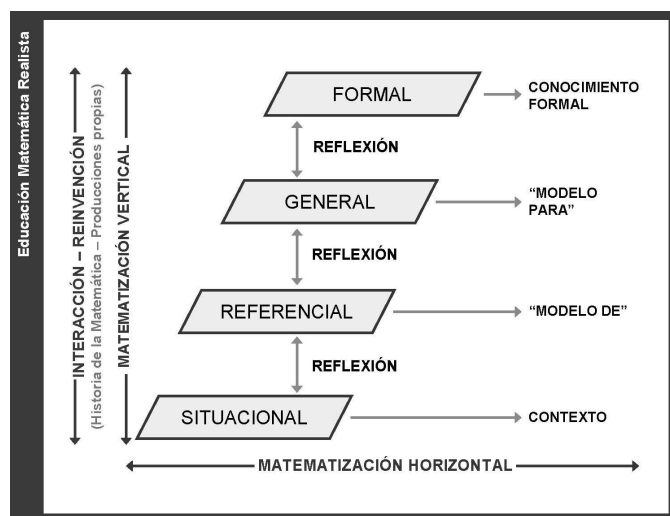 Educación Matemática Realista
INTERACCIÓN – REINVENCIÓN
(Historia de la Matemática – Producciones propias)
MATEMATIZACIÓN VERTICAL
FORMAL
CONOCIMIENTO
FORMAL
REFLEXIÓN
GENERAL
“MODELO
PARA”
REFLEXIÓN
REFERENCIAL
“MODELO DE”
REFLEXIÓN
SITUACIONAL
CONTEXTO
MATEMATIZACIÓN HORIZONTAL